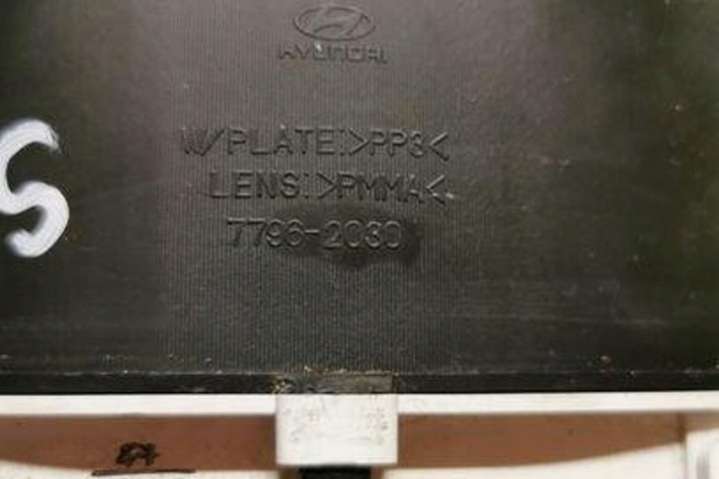 HYUNDAI
W/PLATE:>PP3<
LENS:>PMMA<
7796-2030
S